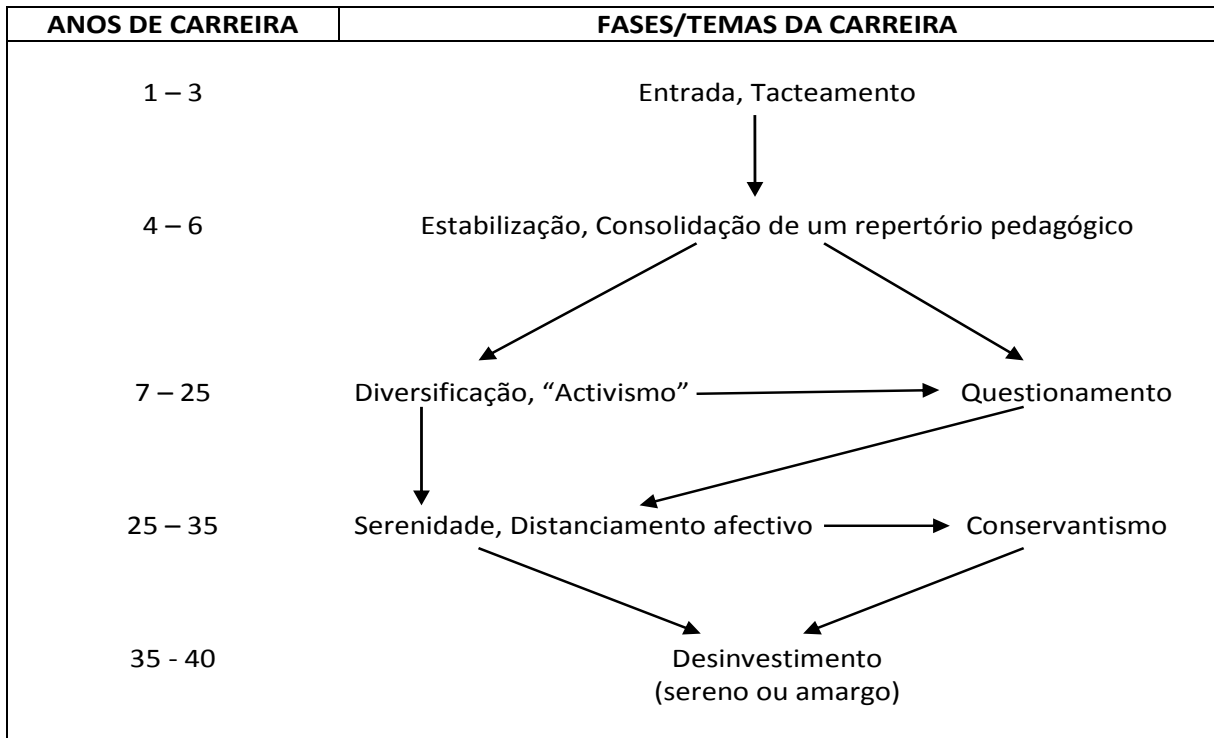 ANOS DE CARREIRA FASES/TEMAS DA CARREIRA
1 – 3 Entrada, Tacteamento
4 – 6 Estabilização, Consolidação de um repertório pedagógico
7 – 25 Diversificação, “Activismo” Questionamento
25 – 35 Serenidade, Distanciamento afectivo Conservantismo
35 - 40 Desinvestimento
(sereno ou amargo)